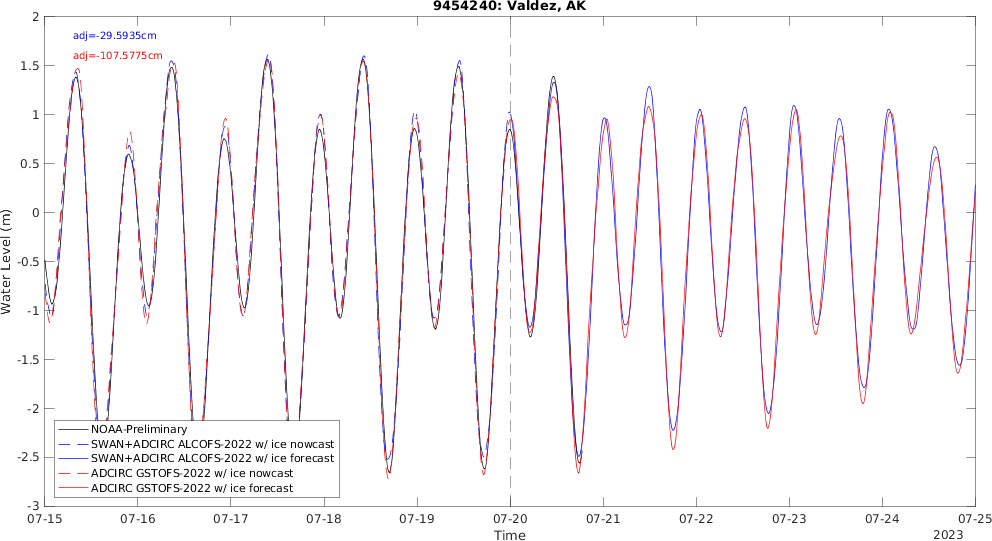 9454240: Valdez, AK
adj=-29.5935cm
adj=-107.5775cm
2
1.5
1
0.5
0
-0.5
-1
-1.5
-2
-2.5
-3
Water Level (m)
NOAA-Preliminary
SWAN+ADCIRC ALCOFS-2022 w/ ice nowcast
SWAN+ADCIRC ALCOFS-2022 w/ ice forecast
ADCIRC GSTOFS-2022 w/ ice nowcast
ADCIRC GSTOFS-2022 w/ ice forecast
07-15 07-16 07-17 07-18 07-19 07-20 07-21 07-22 07-23 07-24 07-25
Time
2023